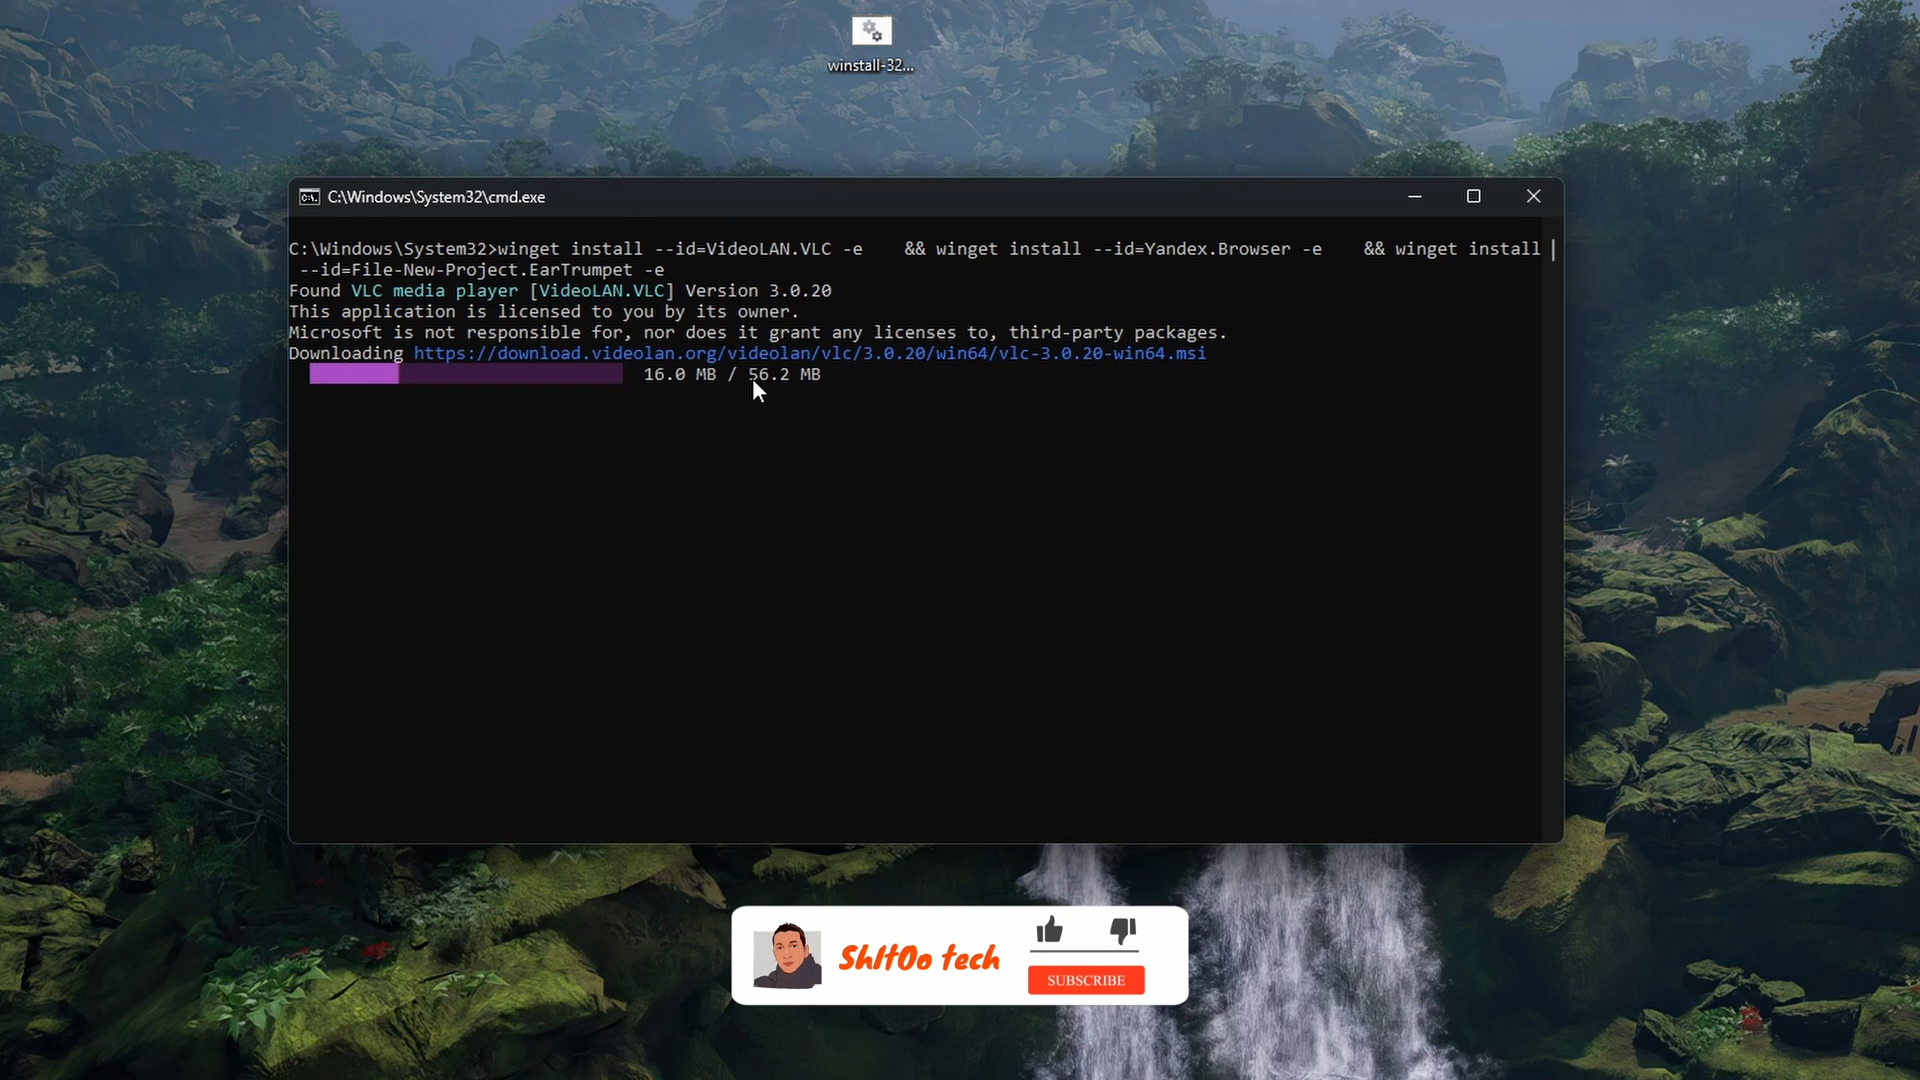 winstall-32...
C:\Windows\System32\cmd.exe
C:\Windows\System32>winget install --id=VideoLAN.VLC -e    && winget install --id=Yandex.Browser -e    && winget install
 --id=File-New-Project.EarTrumpet -e
Found VLC media player [VideoLAN.VLC] Version 3.0.20
This application is licensed to you by its owner.
Microsoft is not responsible for, nor does it grant any licenses to, third-party packages.
Downloading https://download.videolan.org/videolan/vlc/3.0.20/win64/vlc-3.0.20-win64.msi
16.0 MB / 56.2 MB
ShItOo tech
SUBSCRIBE